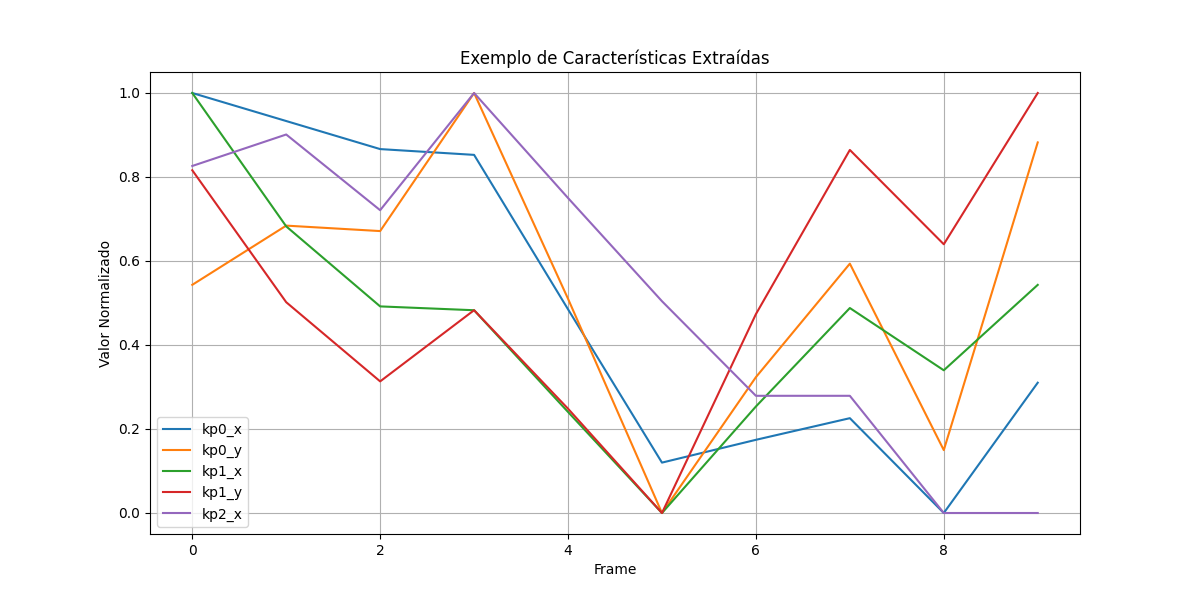 Exemplo de Características Extraídas
1.0
0.8
0.6
0.4
0.2
0.0
Valor Normalizado
kp0_x
kp0_y
kp1_x
kp1_y
kp2_x
0 2 4 6 8
Frame